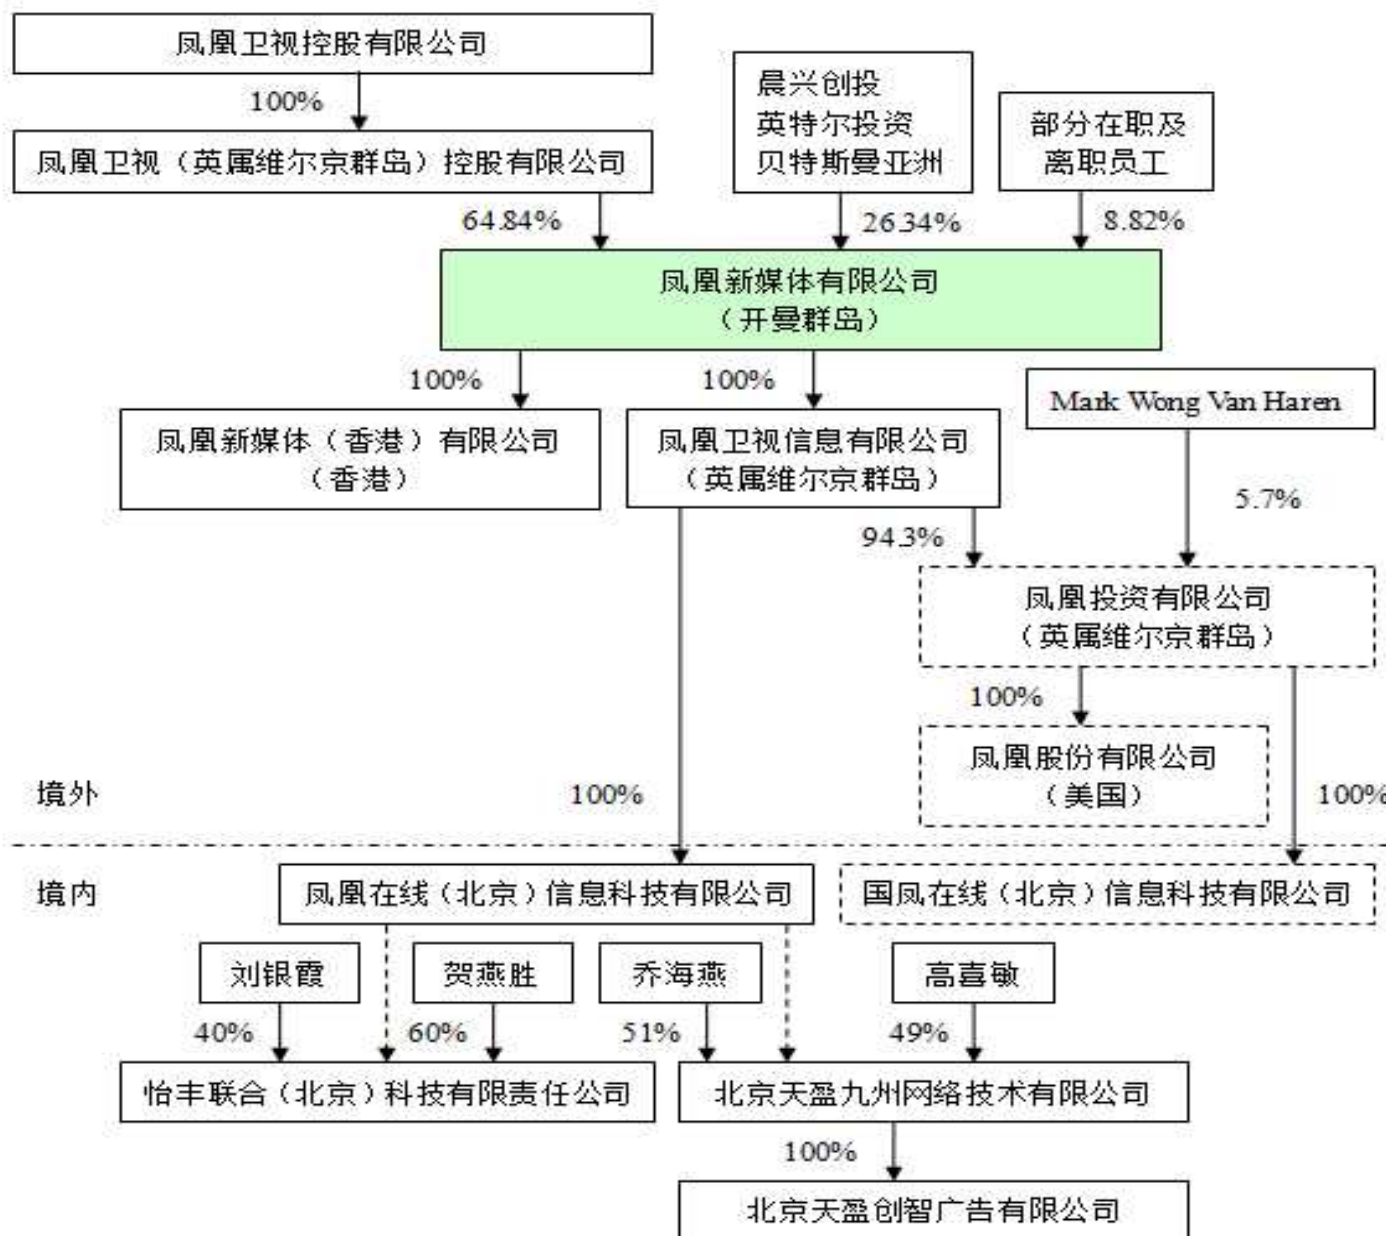 凤凰卫视控股有限公司
100%
凤凰卫视（英属维尔京群岛）控股有限公司
晨兴创投
英特尔投资
贝特斯曼亚洲
部分在职及
离职员工
64.84%
26.34%
8.82%
凤凰新媒体有限公司
（开曼群岛）
100%
100%
Mark Wong Van Haren
凤凰新媒体（香港）有限公司
（香港）
凤凰卫视信息有限公司
（英属维尔京群岛）
5.7%
94.3%
凤凰投资有限公司
（英属维尔京群岛）
100%
凤凰股份有限公司
（美国）
境外
100%
100%
境内
凤凰在线（北京）信息科技有限公司
国凤在线（北京）信息科技有限公司
刘银霞
贺燕胜
乔海燕
高喜敏
40%
60%
51%
49%
怡丰联合（北京）科技有限责任公司
北京天盈九州网络技术有限公司
100%
北京天盈创智广告有限公司